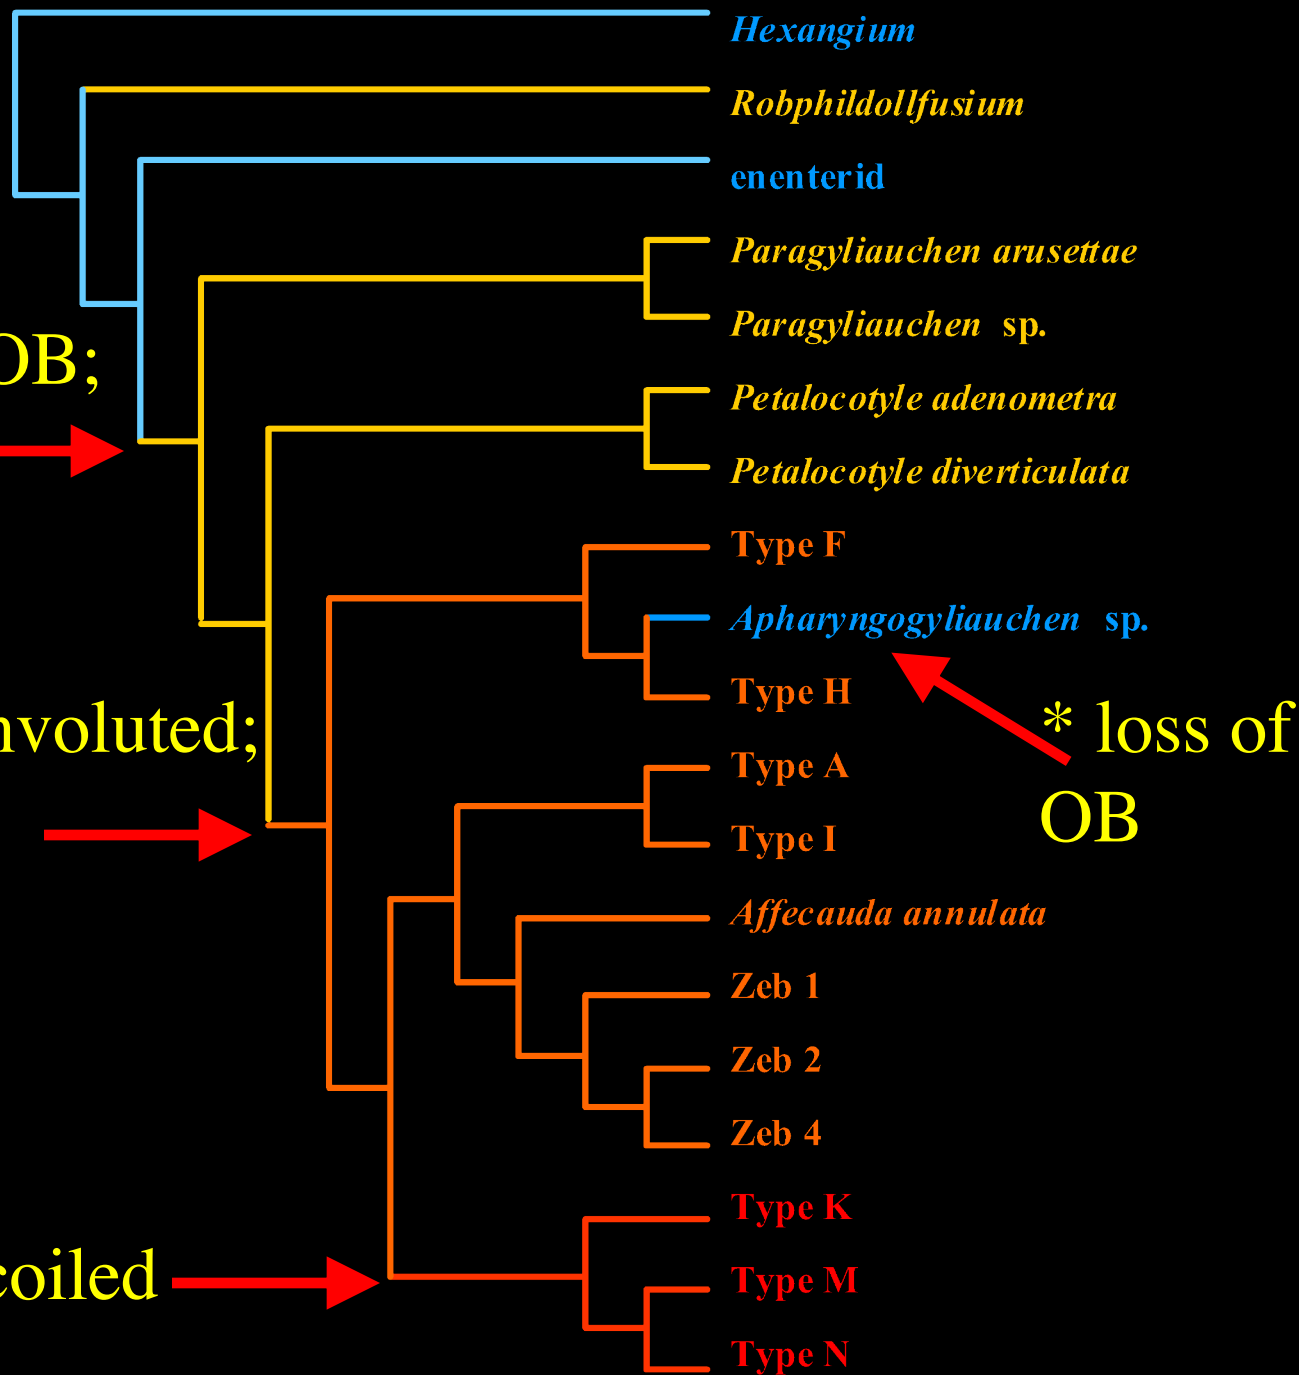 Hexangium
Robphildollfusium
enenterid
Paragyliauchen arusettae
Paragyliauchen sp.
OB;
Petalocotyle adenometra
Petalocotyle diverticulata
Type F
Apharyngogyliauchen sp.
Type H
nvoluted;
* loss of
OB
Type A
Type I
Affecauda annulata
Zeb 1
Zeb 2
Zeb 4
Type K
coiled
Type M
Type N